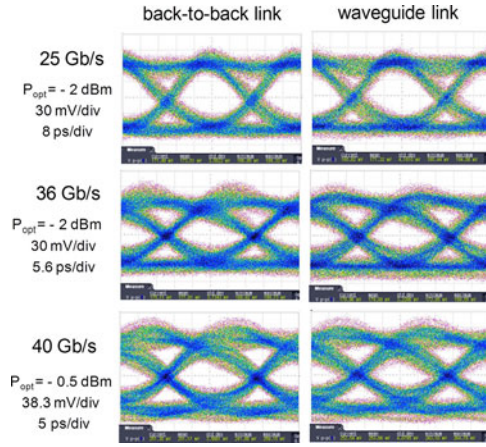 back-to-back link
waveguide link
25 Gb/s
Popt = - 2 dBm
30 mV/div
8 ps/div
36 Gb/s
Popt = - 2 dBm
30 mV/div
5.6 ps/div
40 Gb/s
Popt = - 0.5 dBm
38.3 mV/div
5 ps/div